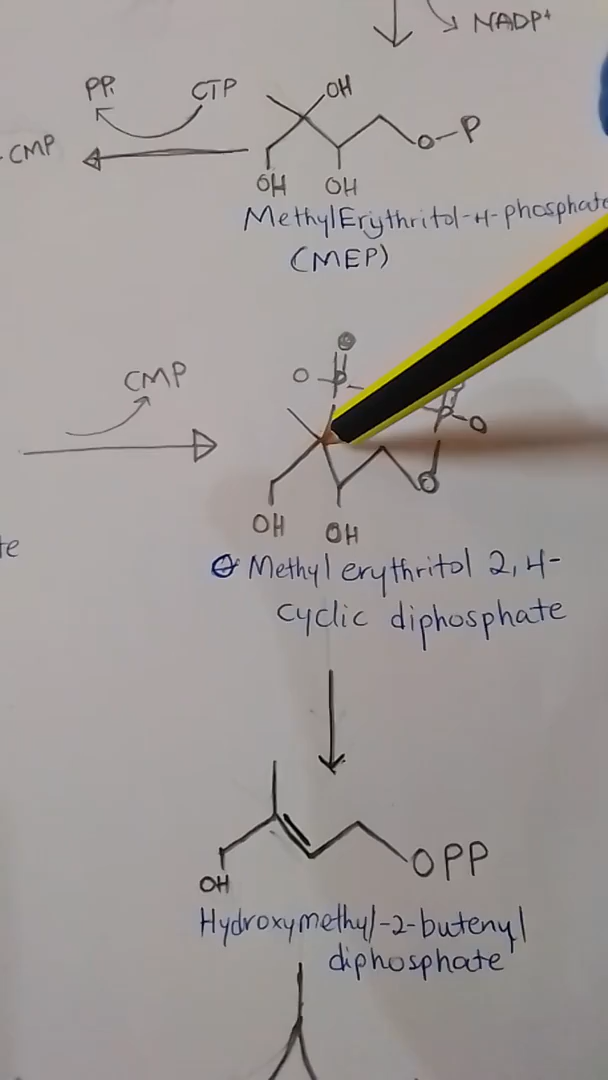 NADP+
PPi
CTP
OH
-CMP
O-P
OH
OH
MethylErythritol-4-phosphate
(MEP)
O
CMP
O
P
P
O
O
OH
OH
te
Methyl erythritol 2,4-
cyclic diphosphate
OPP
OH
Hydroxymethyl-2-butenyl
diphosphate